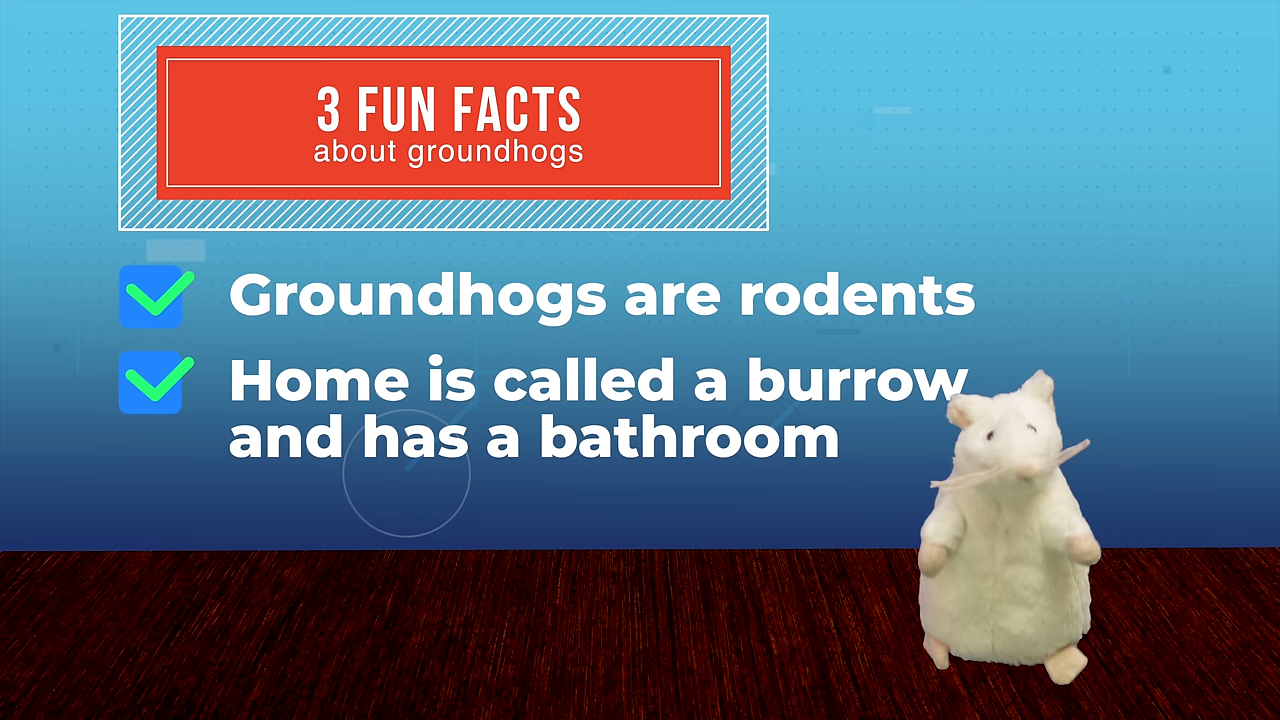 3 FUN FACTS
about groundhogs
Groundhogs are rodents
Home is called a burrow
and has a bathroom